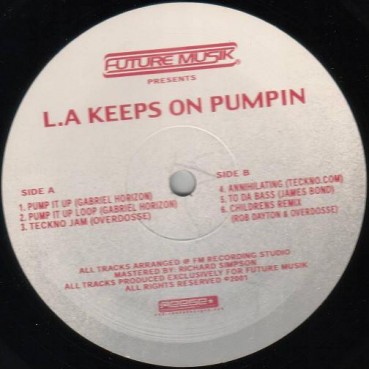 FUTURE MUSIK
PRESENTS
L.A KEEPS ON PUMPIN
SIDE A
1. PUMP IT UP (GABRIEL HORIZON)
2. PUMP IT UP LOOP (GABRIEL HORIZON)
3. TECKNO JAM (OVERDOSSE)
SIDE B
4. ANNIHILATING (TECKNO.COM)
5. TO DA BASS (JAMES BOND)
6. CHILDRENS REMIX
(ROB DAYTON & OVERDOSSE)
ALL TRACKS ARRANGED @ FM RECORDING STUDIO
MASTERED BY: RICHARD SIMPSON
ALL TRACKS PRODUCED EXCLUSIVELY FOR FUTURE MUSIK
ALL RIGHTS RESERVED ℗2001